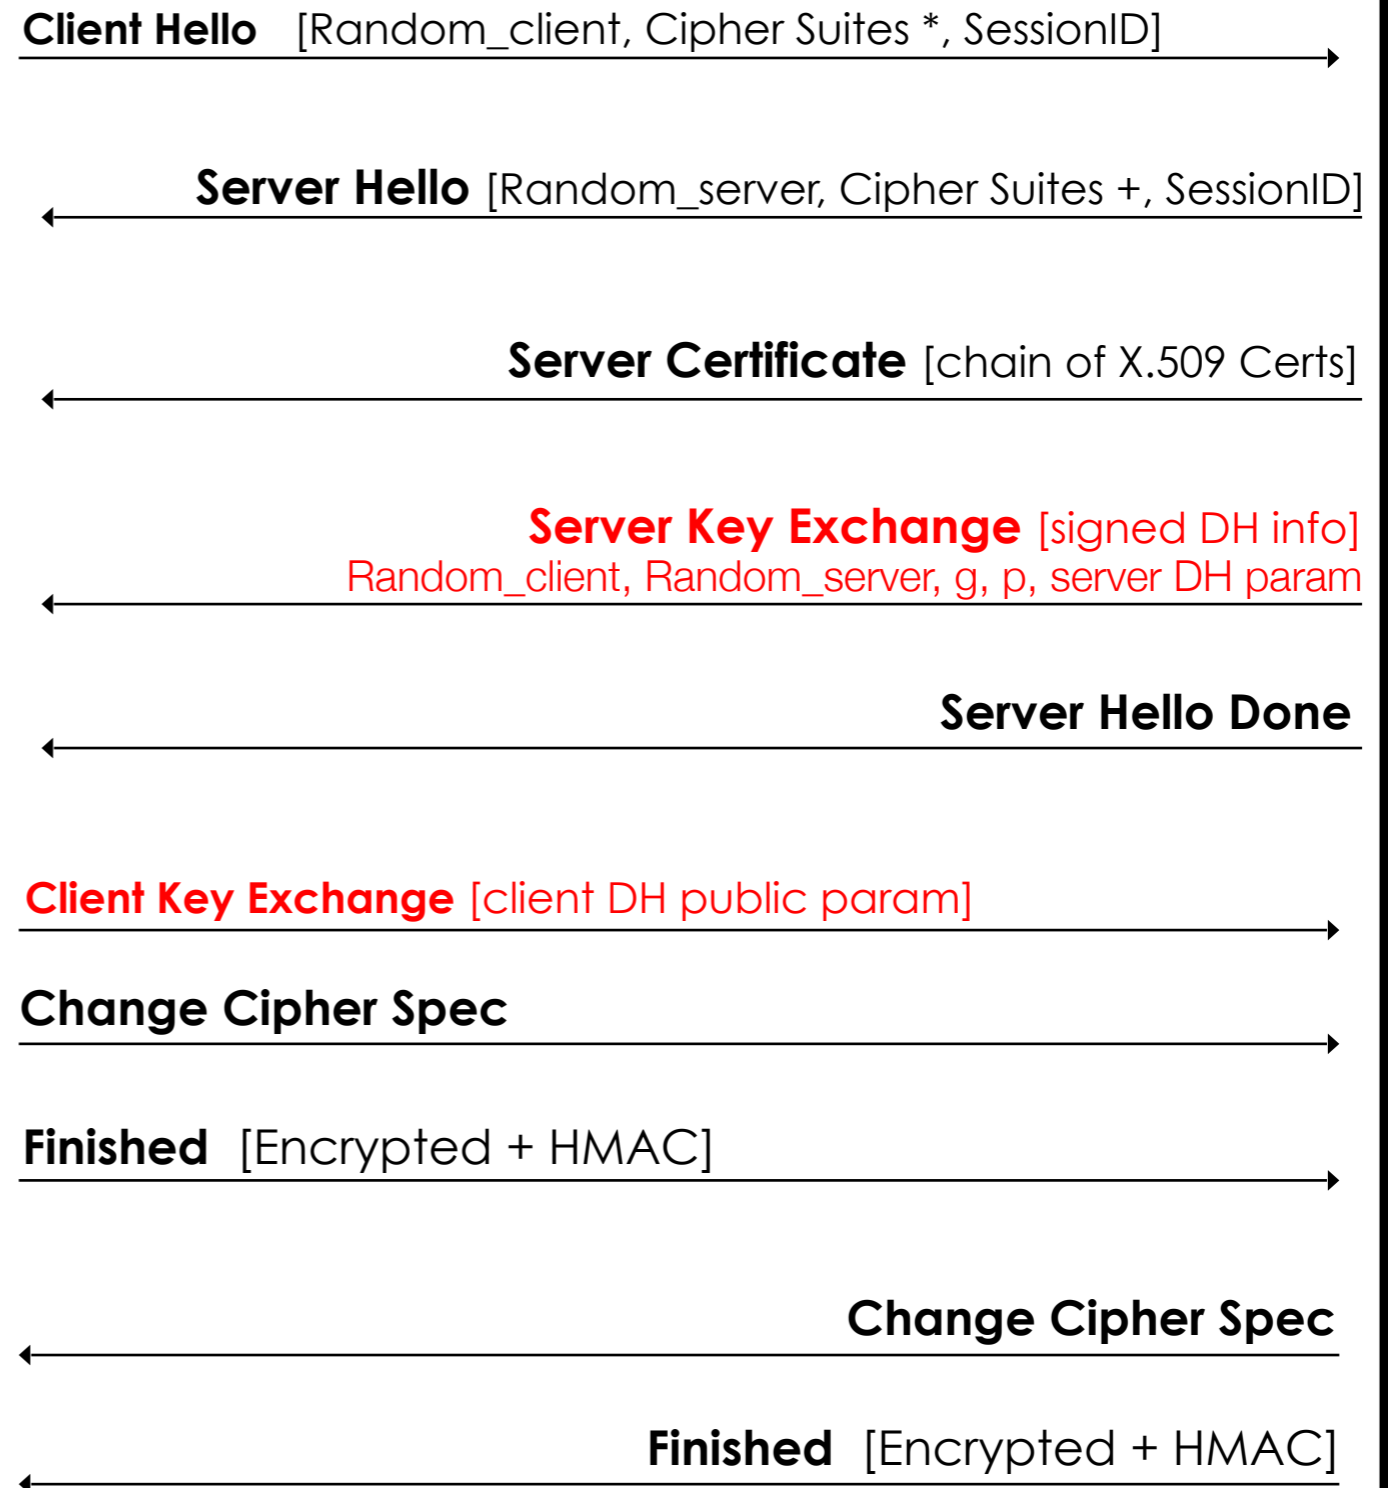 Client Hello [Random_client, Cipher Suites *, SessionID]
Server Hello [Random_server, Cipher Suites +, SessionID]
Server Certificate [chain of X.509 Certs]
Server Key Exchange [signed DH info]
Random_client, Random_server, g, p, server DH param
Server Hello Done
Client Key Exchange [client DH public param]
Change Cipher Spec
Finished [Encrypted + HMAC]
Change Cipher Spec
Finished [Encrypted + HMAC]